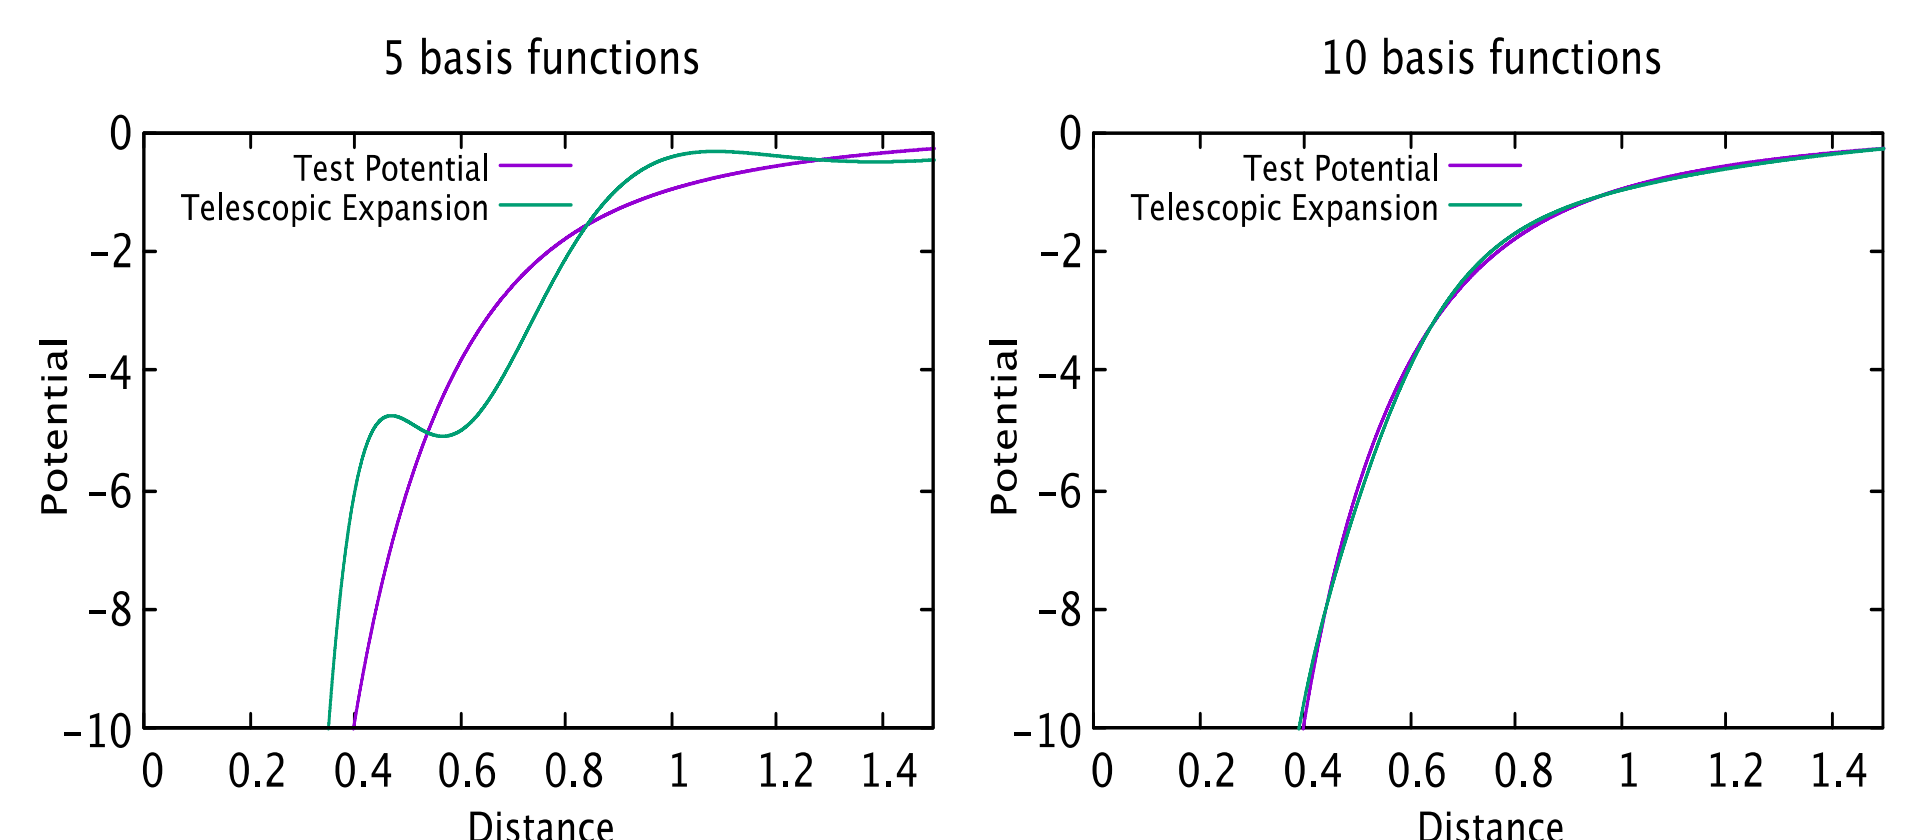 5 basis functions
0
Test Potential
Telescopic Expansion
−2
−4
−6
−8
−10
Potential
0 0.2 0.4 0.6 0.8 1 1.2 1.4
Distance
10 basis functions
0
Test Potential
Telescopic Expansion
−2
−4
−6
−8
−10
Potential
0 0.2 0.4 0.6 0.8 1 1.2 1.4
Distance